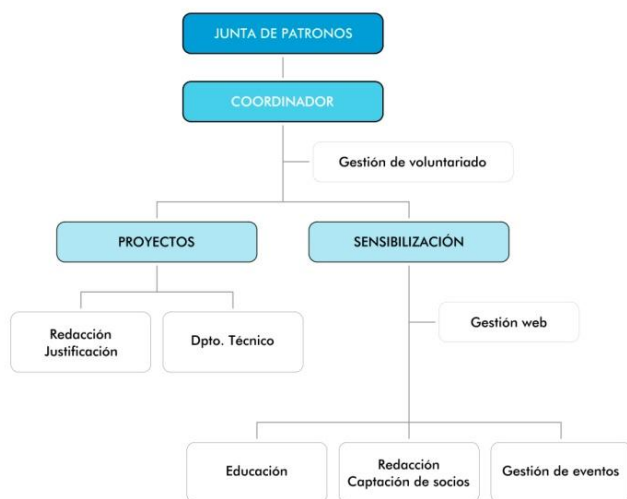 JUNTA DE PATRONOS
COORDINADOR
Gestión de voluntariado
PROYECTOS
SENSIBILIZACIÓN
Redacción
Justificación
Dpto. Técnico
Gestión web
Educación
Redacción
Captación de socios
Gestión de eventos